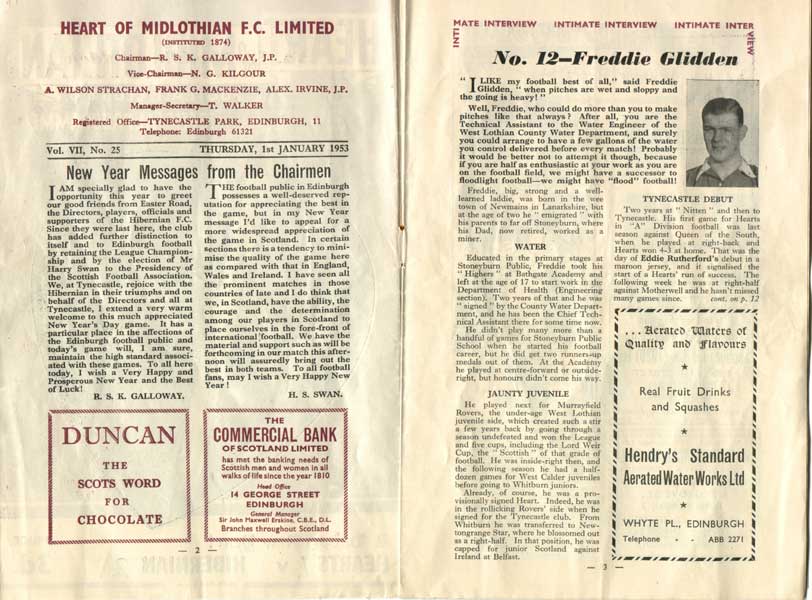 HEART OF MIDLOTHIAN F.C. LIMITED
(INSTITUTED 1874)
Chairman—R. S. K. GALLOWAY, J.P.
Vice-Chairman—N. G. KILGOUR
A. WILSON STRACHAN, FRANK G. MACKENZIE, ALEX. IRVINE, J.P.
Manager-Secretary—T. WALKER
Registered Office—TYNECASTLE PARK, EDINBURGH, 11
Telephone: Edinburgh 61321
Vol. VII, No. 25 THURSDAY, 1st JANUARY 1953
New Year Messages from the Chairmen
I AM specially glad to have the
opportunity this year to greet
our good friends from Easter Road,
the Directors, players, officials and
supporters of the Hibernian F.C.
Since they were last here, the club
has added further distinction to
itself and to Edinburgh football
by retaining the League Champion-
ship and by the election of Mr
Harry Swan to the Presidency of
the Scottish Football Association.
We, at Tynecastle, rejoice with the
Hibernian in their triumphs and on
behalf of the Directors and all at
Tynecastle, I extend a very warm
welcome to this much appreciated
New Year's Day game. It has a
particular place in the affections of
the Edinburgh football public and
today's game will, I am sure,
maintain the high standard associ-
ated with these games. To all here
today, I wish a Very Happy and
Prosperous New Year and the Best
of Luck!
R. S. K. GALLOWAY.
THE football public in Edinburgh
possesses a well-deserved rep-
utation for appreciating the best in
the game, but in my New Year
message I'd like to appeal for a
more widespread appreciation of
the game in Scotland. In certain
sections there is a tendency to mini-
mise the quality of the game here
as compared with that in England,
Wales and Ireland. I have seen all
the prominent matches in those
countries of late and I do think that
we, in Scotland, have the ability, the
courage and the determination
among our players in Scotland to
place ourselves in the fore-front of
international football. We have the
material and support such as will be
forthcoming in our match this after-
noon will assuredly bring out the
best in both teams. To all football
fans, may I wish a Very Happy New
Year!
H. S. SWAN.
DUNCAN
THE
SCOTS WORD
FOR
CHOCOLATE
THE
COMMERCIAL BANK
OF SCOTLAND LIMITED
has met the banking needs of
Scottish men and women in all
walks of life since the year 1810
Head Office
14 GEORGE STREET
EDINBURGH
General Manager
Sir John Maxwell Erskine, C.B.E., D.L.
Branches throughout Scotland
— 2 —
INTIMATE INTERVIEW INTIMATE INTERVIEW INTIMATE INTERVIEW
No. 12—Freddie Glidden
"I LIKE my football best of all," said Freddie
Glidden, "when pitches are wet and sloppy and
the going is heavy!"
Well, Freddie, who could do more than you to make
pitches like that always? After all, you are the
Technical Assistant to the Water Engineer of the
West Lothian County Water Department, and surely
you could arrange to have a few gallons of the water
you control delivered before every match! Probably
it would be better not to attempt it though, because
if you are half as enthusiastic at your work as you are
on the football field, we might have a successor to
floodlight football—we might have "flood" football!
Freddie, big, strong and a well-
learned laddie, was born in the wee
town of Newmains in Lanarkshire, but
at the age of two he "emigrated" with
his parents to far off Stoneyburn, where
his Dad, now retired, worked as a
miner.
WATER
Educated in the primary stages at
Stoneyburn Public, Freddie took his
"Highers" at Bathgate Academy and
left at the age of 17 to start work in the
Department of Health (Engineering
section). Two years of that and he was
"signed" by the County Water Depart-
ment, and he has been the Chief Tech-
nical Assistant there for some time now.
He didn't play many more than a
handful of games for Stoneyburn Public
School when he started his football
career, but he did get two runners-up
medals out of them. At the Academy
he played at centre-forward or outside-
right, but honours didn't come his way.
JAUNTY JUVENILE
He played next for Murrayfield
Rovers, the under-age West Lothian
juvenile side, which created such a stir
a few years back by going through a
season undefeated and won the League
and five cups, including the Lord Weir
Cup, the "Scottish" of that grade of
football. He was inside-right then, and
the following season he had a half-
dozen games for West Calder juveniles
before going to Whitburn juniors.
Already, of course, he was a pro-
visionally signed Heart. Indeed, he was
in the rollicking Rovers' side when he
signed for the Tynecastle club. From
Whitburn he was transferred to New-
tongrange Star, where he blossomed out
as a right-half. In that position, he was
capped for junior Scotland against
Ireland at Belfast.
TYNECASTLE DEBUT
Two years at "Nitten" and then to
Tynecastle. His first game for Hearts
in "A" Division football was last
season against Queen of the South,
when he played at right-back and
Hearts won 4-3 at home. That was the
day of Eddie Rutherford's debut in a
maroon jersey, and it signalised the
start of a Hearts' run of success. The
following week he was at right-half
against Motherwell and he hasn't missed
many games since. cont. on p. 12
. . . Aerated Waters of
Quality and Flavours
Real Fruit Drinks
and Squashes
Hendry's Standard
Aerated Water Works Ltd
WHYTE PL., EDINBURGH
Telephone - - ABB 2271
— 3 —